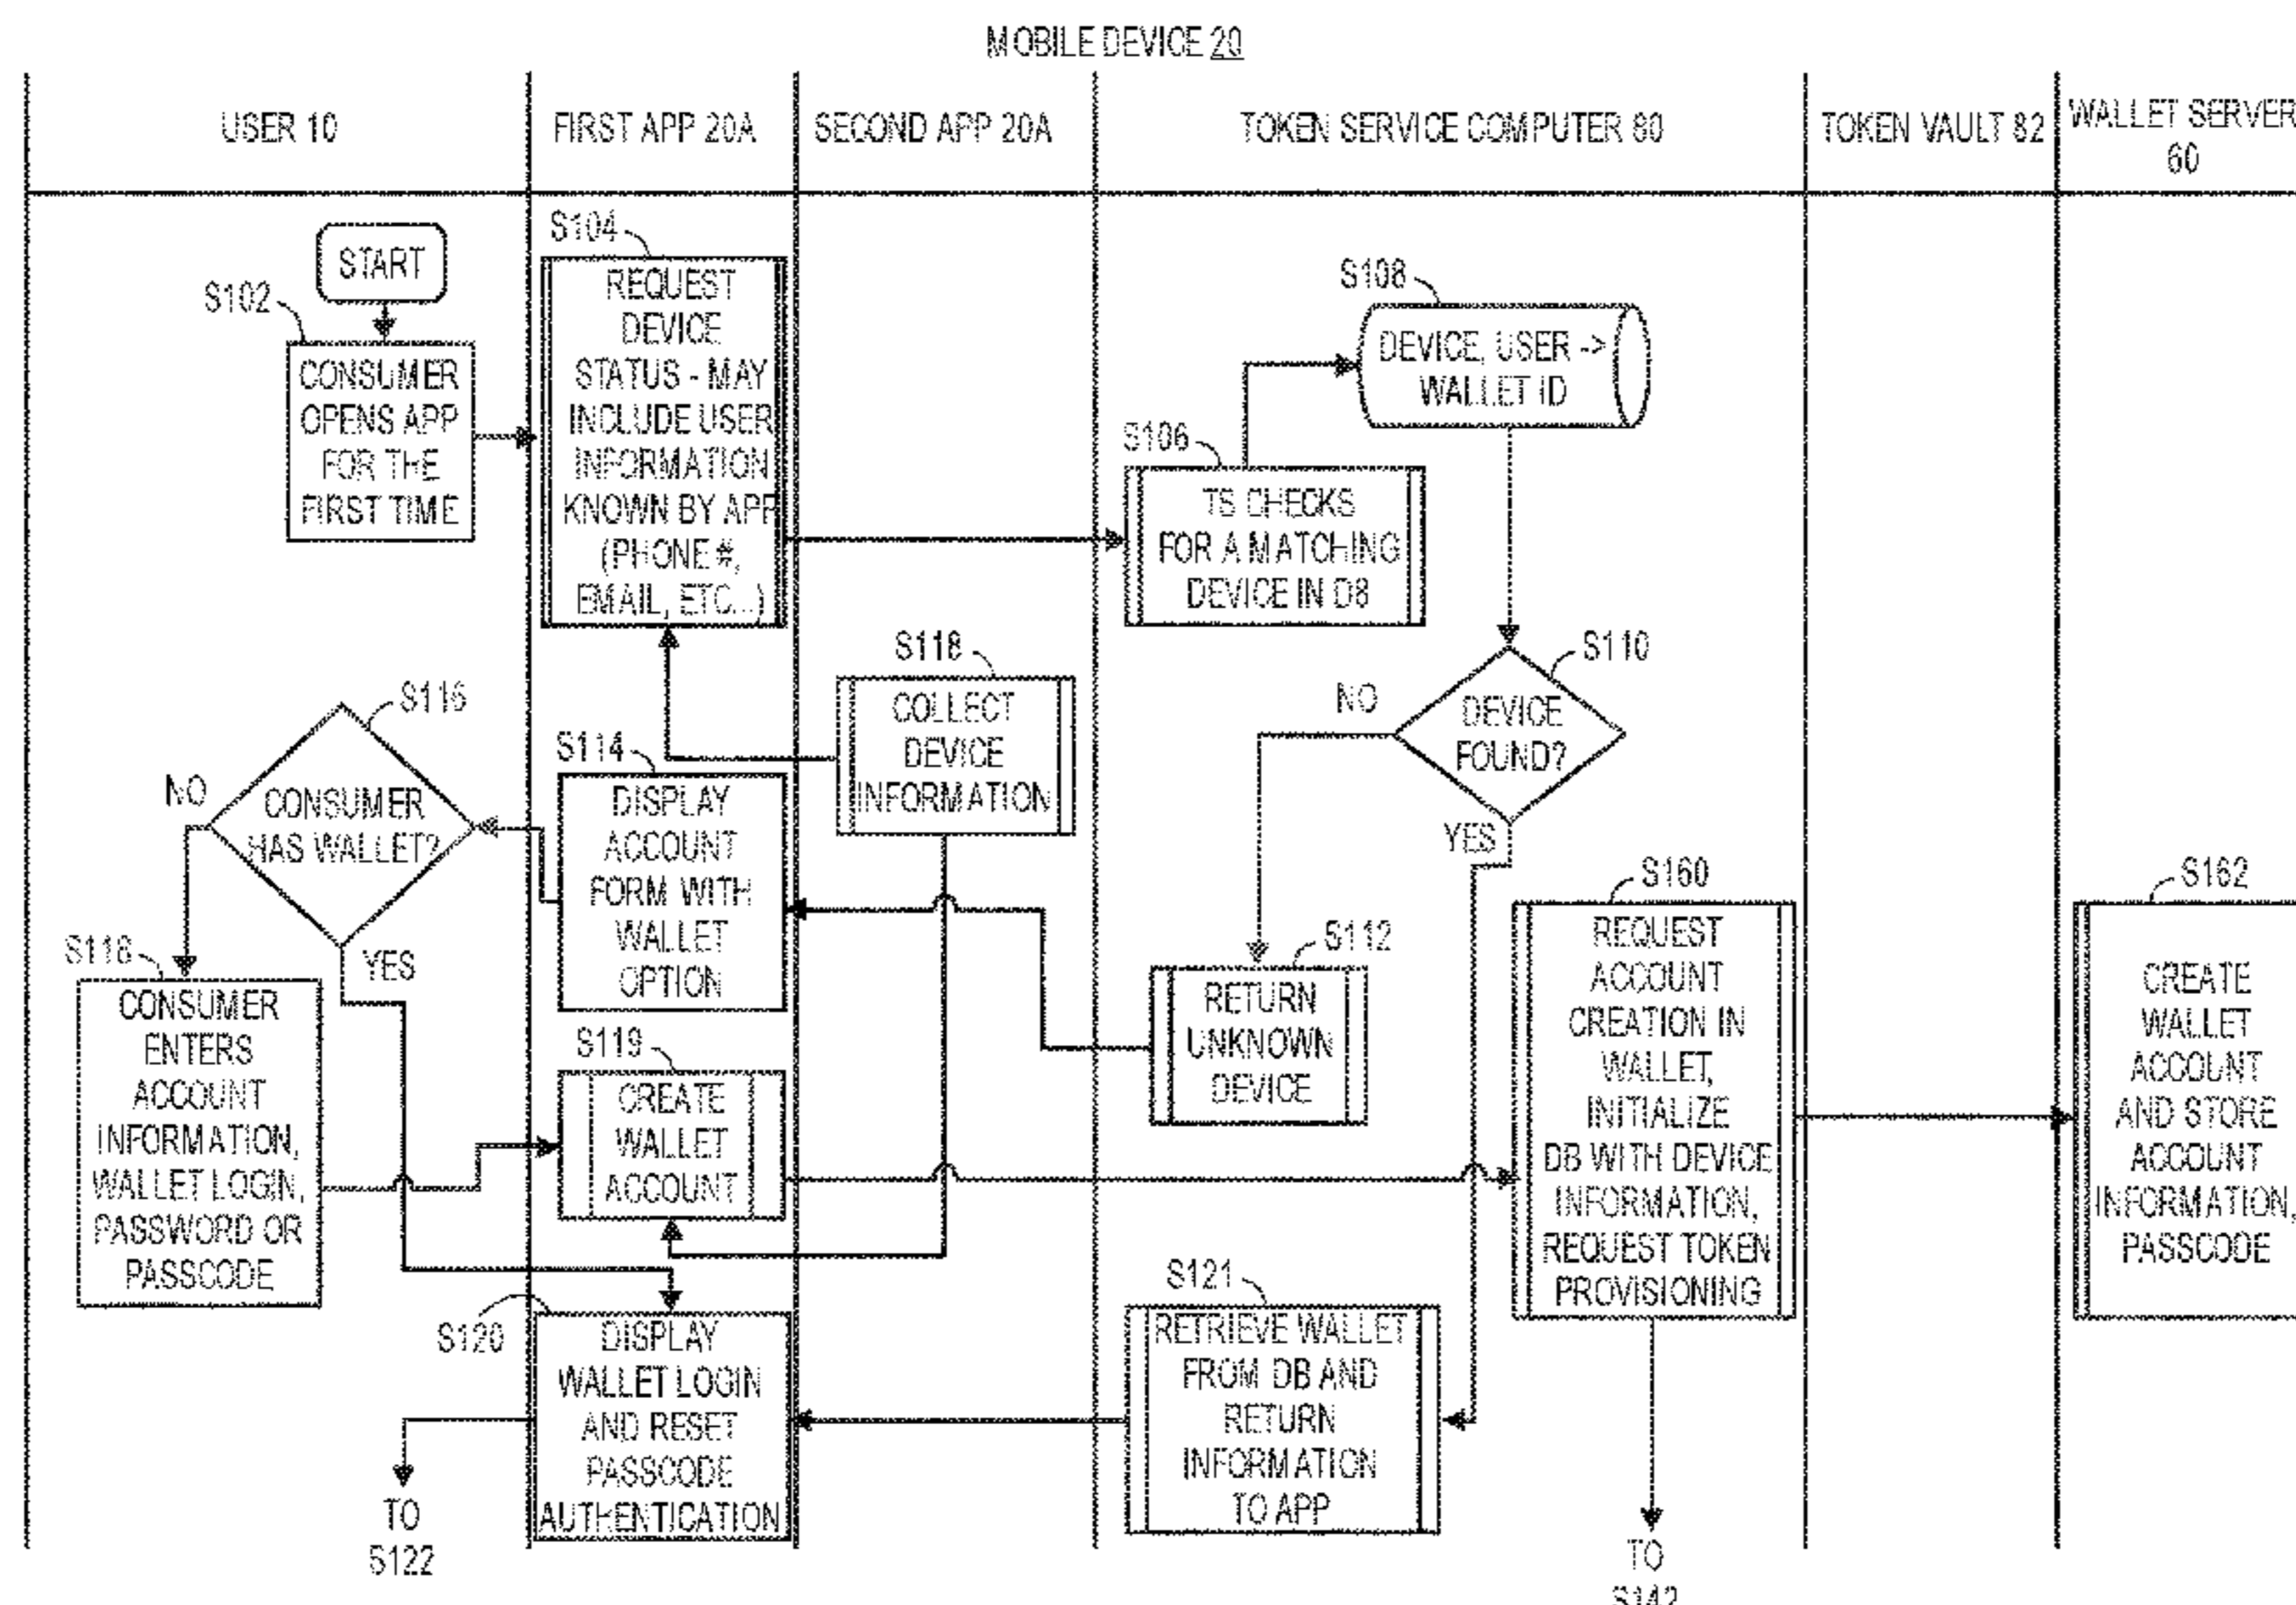 MOBILE DEVICE 20
USER 10
FIRST APP 20A
SECOND APP 20A
TOKEN SERVICE COMPUTER 80
TOKEN VAULT 82
WALLET SERVER
60
START
S102
CONSUMER
OPENS APP
FOR THE
FIRST TIME
S104
REQUEST
DEVICE
STATUS - MAY
INCLUDE USER
INFORMATION
KNOWN BY APP
(PHONE #,
EMAIL, ETC...)
S106
TS CHECKS
FOR A MATCHING
DEVICE IN DB
S108
DEVICE, USER ->
WALLET ID
S110
DEVICE
FOUND?
NO
YES
S112
RETURN
UNKNOWN
DEVICE
S118
COLLECT
DEVICE
INFORMATION
S114
DISPLAY
ACCOUNT
FORM WITH
WALLET
OPTION
S116
CONSUMER
HAS WALLET?
NO
YES
S118
CONSUMER
ENTERS
ACCOUNT
INFORMATION,
WALLET LOGIN,
PASSWORD OR
PASSCODE
S119
CREATE
WALLET
ACCOUNT
S160
REQUEST
ACCOUNT
CREATION IN
WALLET,
INITIALIZE
DB WITH DEVICE
INFORMATION,
REQUEST TOKEN
PROVISIONING
S162
CREATE
WALLET
ACCOUNT
AND STORE
ACCOUNT
INFORMATION,
PASSCODE
S120
DISPLAY
WALLET LOGIN
AND RESET
PASSCODE
AUTHENTICATION
S121
RETRIEVE WALLET
FROM DB AND
RETURN
INFORMATION
TO APP
TO
S122
TO
S142